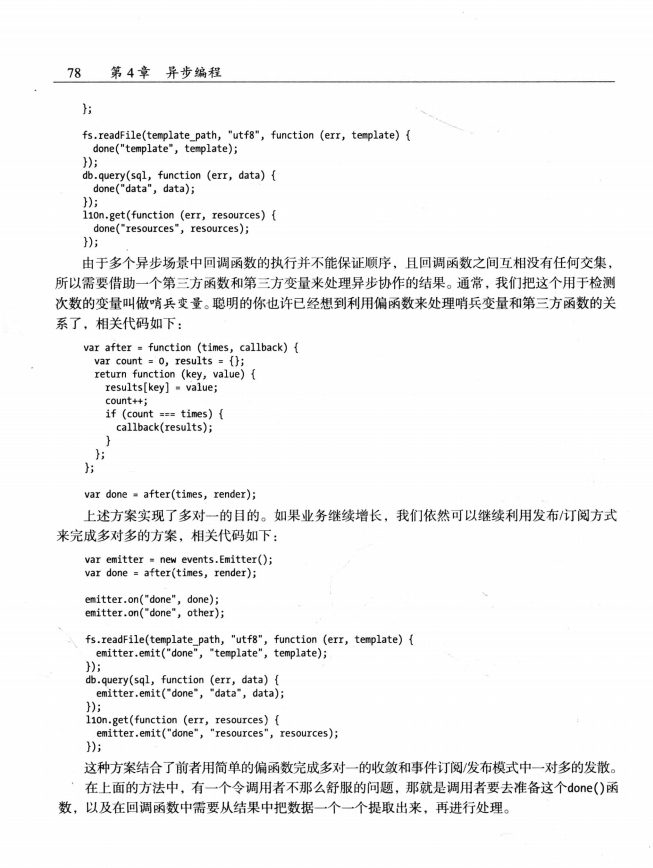 78 第4章 异步编程
};
fs.readFile(template_path, "utf8", function (err, template) {
done("template", template);
});
db.query(sql, function (err, data) {
done("data", data);
});
l10n.get(function (err, resources) {
done("resources", resources);
});
由于多个异步场景中回调函数的执行并不能保证顺序，且回调函数之间互相没有任何交集，
所以需要借助一个第三方函数和第三方变量来处理异步协作的结果。通常，我们把这个用于检测
次数的变量叫做哨兵变量。聪明的你也许已经想到利用偏函数来处理哨兵变量和第三方函数的关
系了，相关代码如下：
var after = function (times, callback) {
var count = 0, results = {};
return function (key, value) {
results[key] = value;
count++;
if (count === times) {
callback(results);
}
};
};
var done = after(times, render);
上述方案实现了多对一的目的。如果业务继续增长，我们依然可以继续利用发布/订阅方式
来完成多对多的方案，相关代码如下：
var emitter = new events.Emitter();
var done = after(times, render);
emitter.on("done", done);
emitter.on("done", other);
fs.readFile(template_path, "utf8", function (err, template) {
emitter.emit("done", "template", template);
});
db.query(sql, function (err, data) {
emitter.emit("done", "data", data);
});
l10n.get(function (err, resources) {
emitter.emit("done", "resources", resources);
});
这种方案结合了前者用简单的偏函数完成多对一的收敛和事件订阅/发布模式中一对多的发散。
在上面的方法中，有一个令调用者不那么舒服的问题，那就是调用者要去准备这个done()函
数，以及在回调函数中需要从结果中把数据一个一个提取出来，再进行处理。